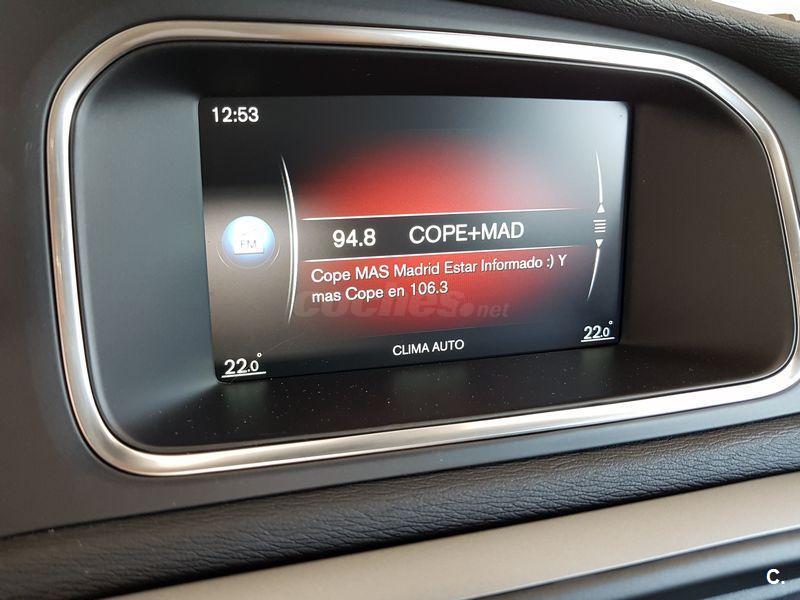 12:53
FM
94.8 COPE+MAD
Cope MAS Madrid Estar Informado :) Y
mas Cope en 106.3
coches.net
22.0°
CLIMA AUTO
22.0°
C.